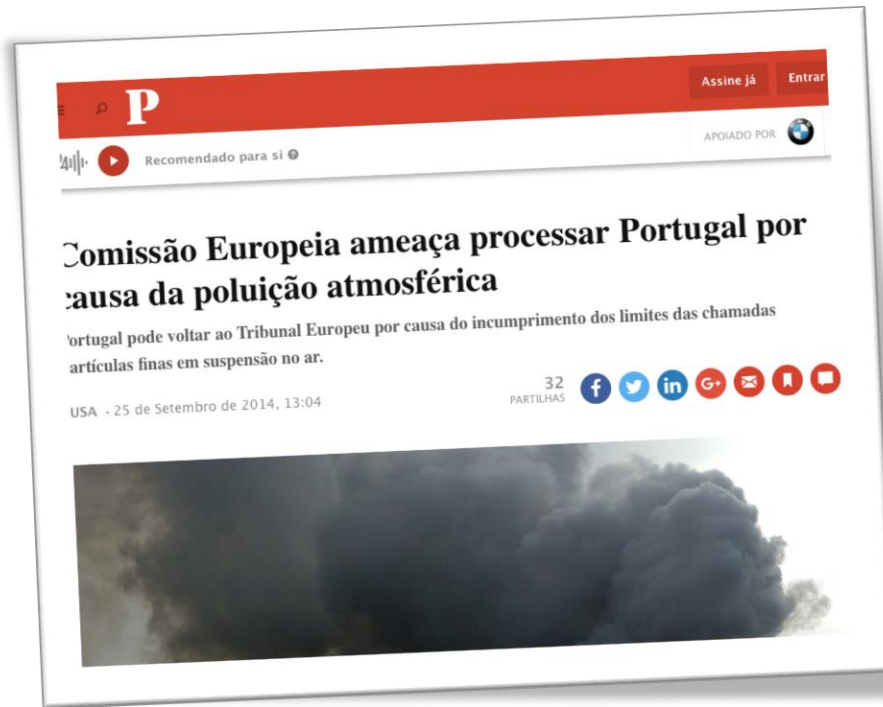 P
Assine já Entrar
Recomendado para si
APOIADO POR
Comissão Europeia ameaça processar Portugal por
causa da poluição atmosférica
ortugal pode voltar ao Tribunal Europeu por causa do incumprimento dos limites das chamadas
artículas finas em suspensão no ar.
USA · 25 de Setembro de 2014, 13:04
32
PARTILHAS